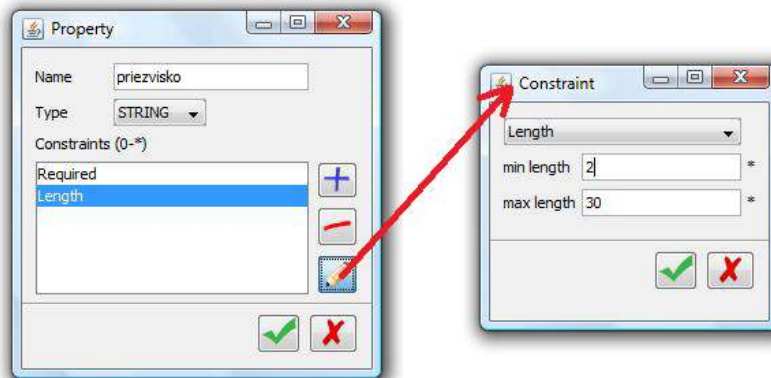 Property
Name priezvisko
Type STRING
Constraints (0-*)
Required
Length
Constraint
Length
min length 2 *
max length 30 *